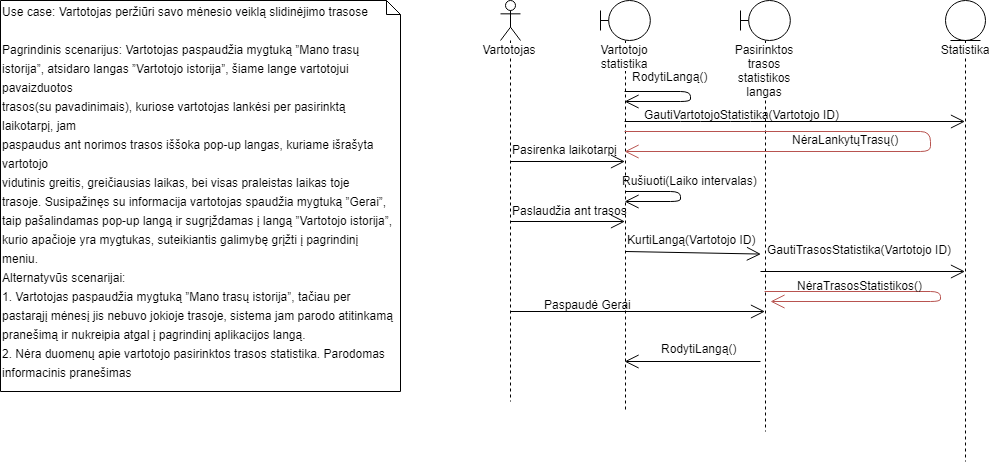 Use case: Vartotojas peržiūri savo mėnesio veiklą slidinėjimo trasose
Pagrindinis scenarijus: Vartotojas paspaudžia mygtuką ”Mano trasų
istorija”, atsidaro langas ”Vartotojo istorija”, šiame lange vartotojui
pavaizduotos
trasos(su pavadinimais), kuriose vartotojas lankėsi per pasirinktą
laikotarpį, jam
paspaudus ant norimos trasos iššoka pop-up langas, kuriame išrašyta
vartotojo
vidutinis greitis, greičiausias laikas, bei visas praleistas laikas toje
trasoje. Susipažinęs su informacija vartotojas spaudžia mygtuką ”Gerai”,
taip pašalindamas pop-up langą ir sugrįždamas į langą ”Vartotojo istorija”,
kurio apačioje yra mygtukas, suteikiantis galimybę grįžti į pagrindinį
meniu.
Alternatyvūs scenarijai:
1. Vartotojas paspaudžia mygtuką ”Mano trasų istorija”, tačiau per
pastarąjį mėnesį jis nebuvo jokioje trasoje, sistema jam parodo atitinkamą
pranešimą ir nukreipia atgal į pagrindinį aplikacijos langą.
2. Nėra duomenų apie vartotojo pasirinktos trasos statistika. Parodomas
informacinis pranešimas
Vartotojas
Vartotojo
statistika
Pasirinktos
trasos
statistikos
langas
Statistika
RodytiLangą()
GautiVartotojoStatistika(Vartotojo ID)
NėraLankytųTrasų()
Pasirenka laikotarpį
Rušiuoti(Laiko intervalas)
Paslaudžia ant trasos
KurtiLangą(Vartotojo ID)
GautiTrasosStatistika(Vartotojo ID)
NėraTrasosStatistikos()
Paspaudė Gerai
RodytiLangą()